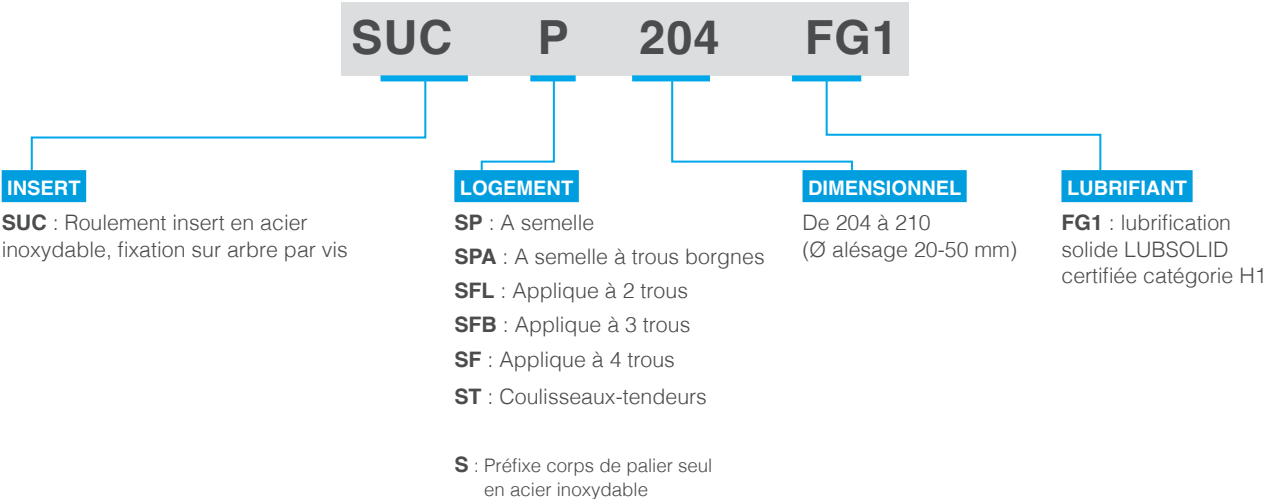 SUC P 204 FG1
INSERT
SUC : Roulement insert en acier
inoxydable, fixation sur arbre par vis
LOGEMENT
SP : A semelle
SPA : A semelle à trous borgnes
SFL : Applique à 2 trous
SFB : Applique à 3 trous
SF : Applique à 4 trous
ST : Coulisseaux-tendeurs
S : Préfixe corps de palier seul
en acier inoxydable
DIMENSIONNEL
De 204 à 210
(Ø alésage 20-50 mm)
LUBRIFIANT
FG1 : lubrification
solide LUBSOLID
certifiée catégorie H1